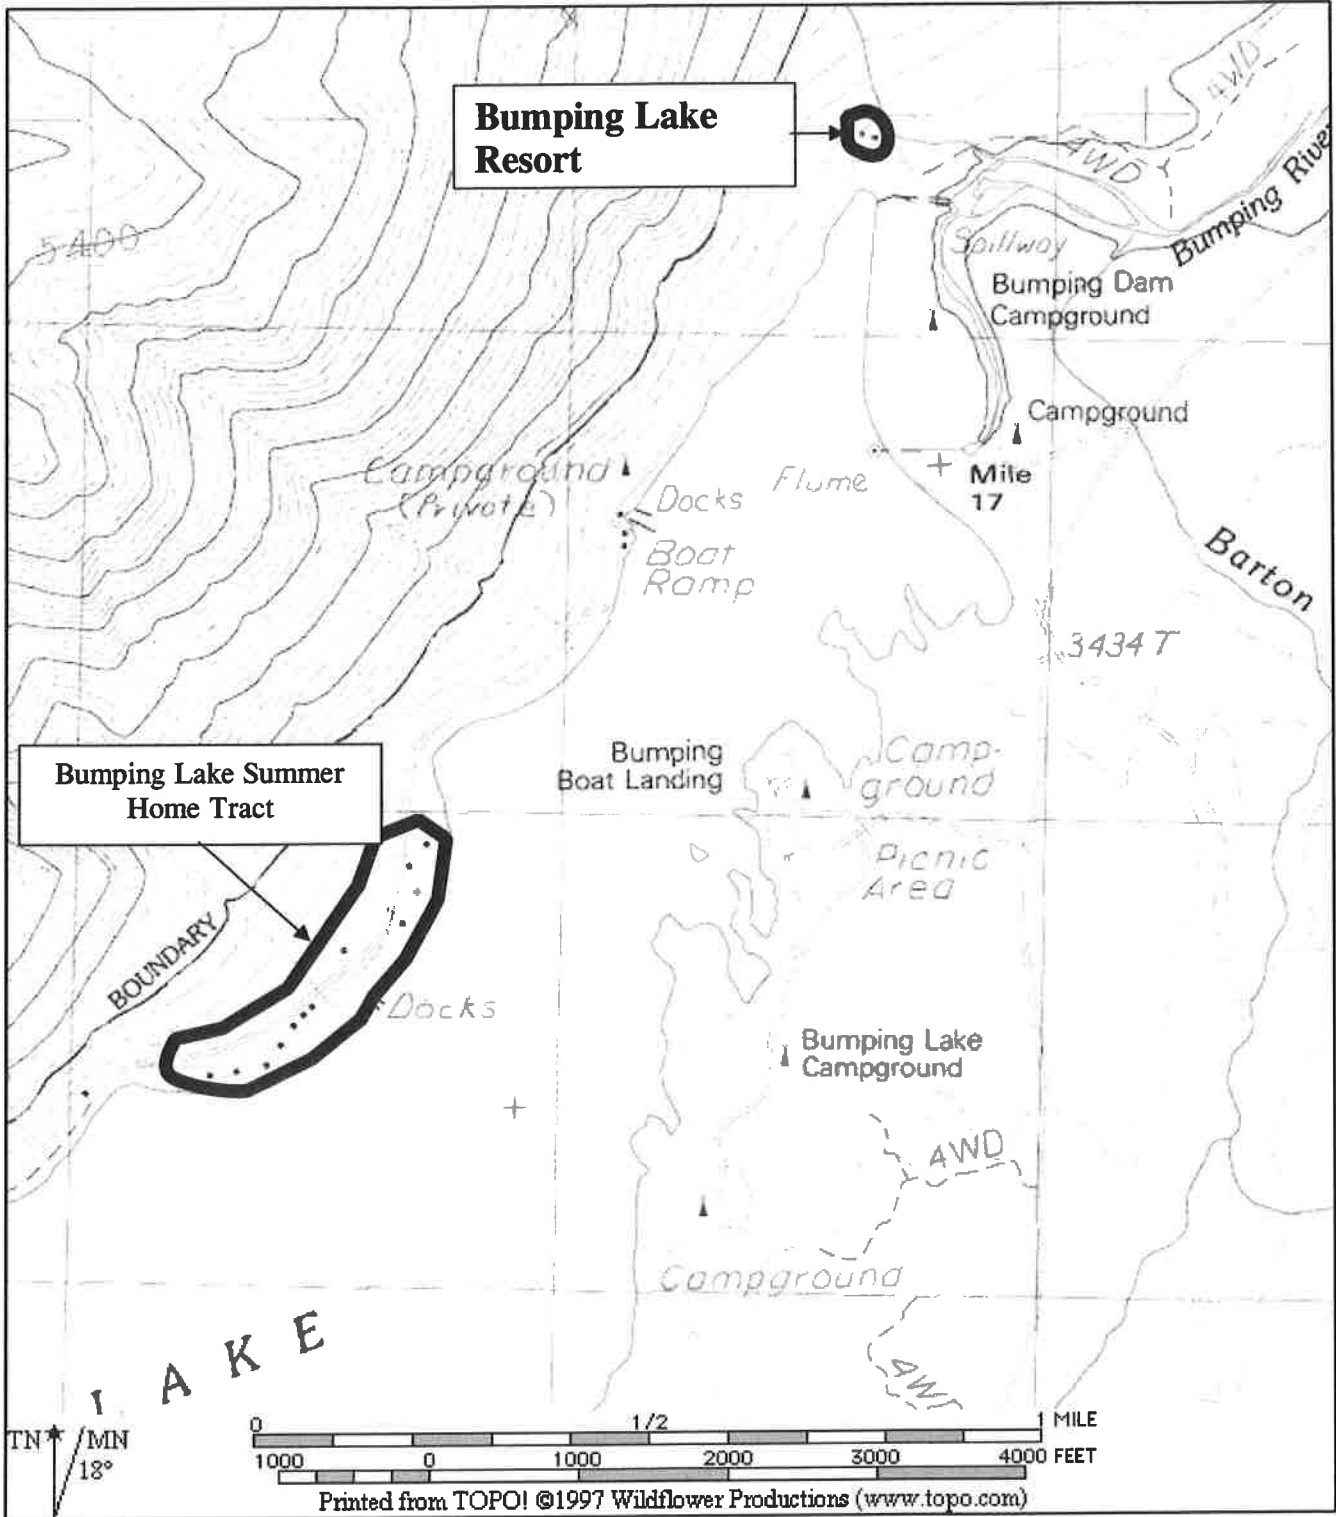 4WD
Bumping Lake
Resort
4WD
Bumping River
5400
Spillway
Bumping Dam
Campground
Campground
Campground
(Private)
Docks
Flume
Mile
17
Boat
Ramp
Barton
3434 T
Bumping
Boat Landing
Camp-
ground
Bumping Lake Summer
Home Tract
Picnic
Area
BOUNDARY
Docks
Bumping Lake
Campground
4WD
Campground
LAKE
4WD
0 1/2 1 MILE
TN MN
18°
1000 0 1000 2000 3000 4000 FEET
Printed from TOPO! ©1997 Wildflower Productions (www.topo.com)